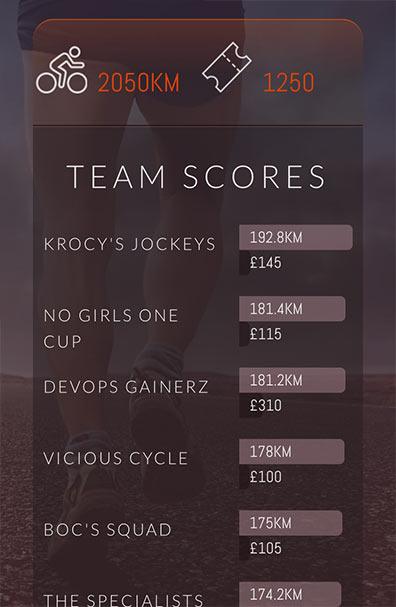 2050KM 1250
TEAM SCORES
KROCY'S JOCKEYS
192.8KM
£145
NO GIRLS ONE
CUP
181.4KM
£115
DEVOPS GAINERZ
181.2KM
£310
VICIOUS CYCLE
178KM
£100
BOC'S SQUAD
175KM
£105
THE SPECIALISTS
174.2KM